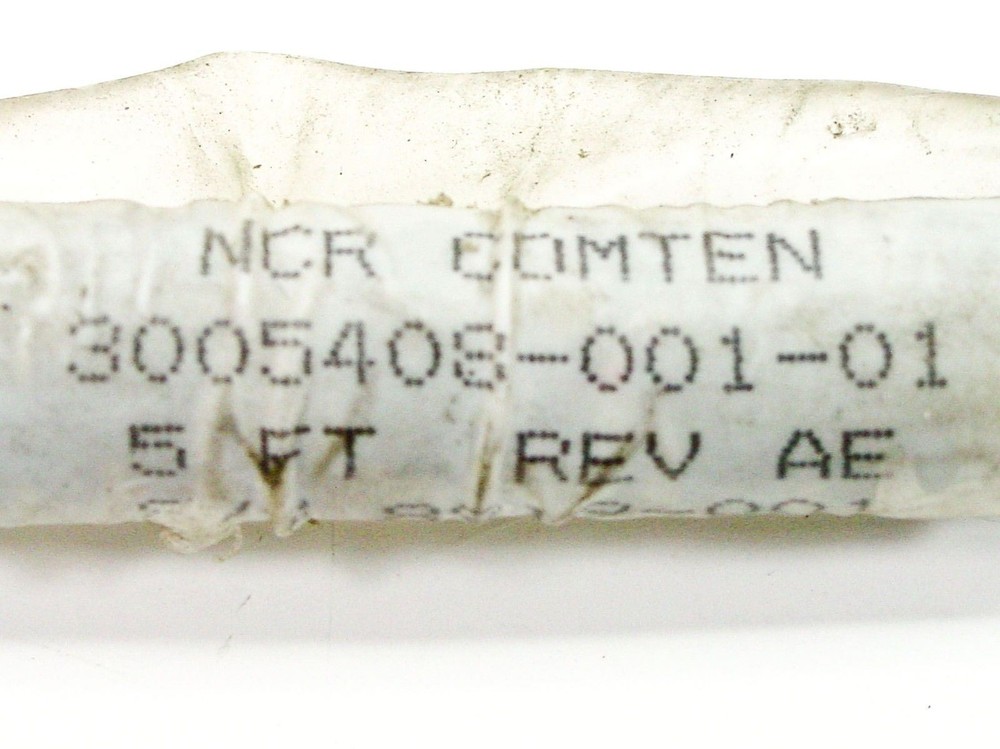 NCR COMTEN
3005408-001-01
5 FT REV AE